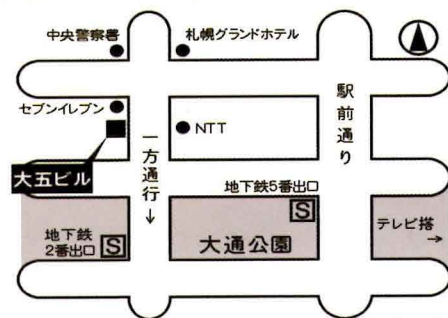 中央警察署
札幌グランドホテル
セブンイレブン
NTT
駅前通り
一方通行↓
大五ビル
地下鉄5番出口
S
地下鉄
2番出口
S
大通公園
テレビ搭
→